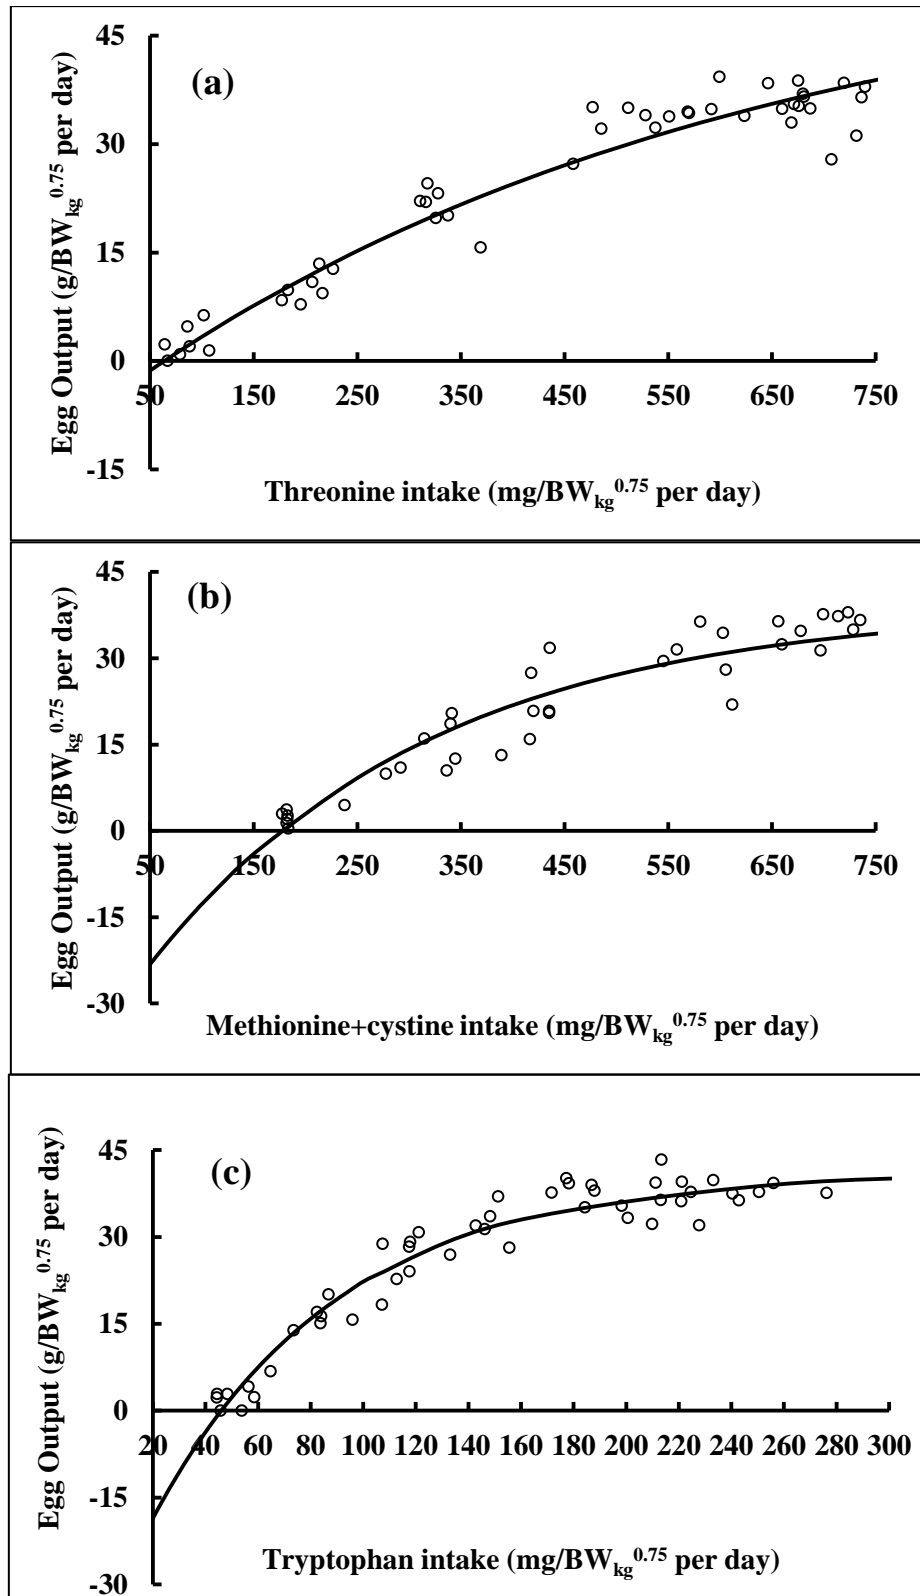 (a)
Egg Output (g/BWkg0.75 per day)
45
30
15
0
-15
50 150 250 350 450 550 650 750
Threonine intake (mg/BWkg0.75 per day)
(b)
Egg Output (g/BWkg0.75 per day)
45
30
15
0
-15
-30
50 150 250 350 450 550 650 750
Methionine+cystine intake (mg/BWkg0.75 per day)
(c)
Egg Output (g/BWkg0.75 per day)
45
30
15
0
-15
-30
20 40 60 80 100 120 140 160 180 200 220 240 260 280 300
Tryptophan intake (mg/BWkg0.75 per day)